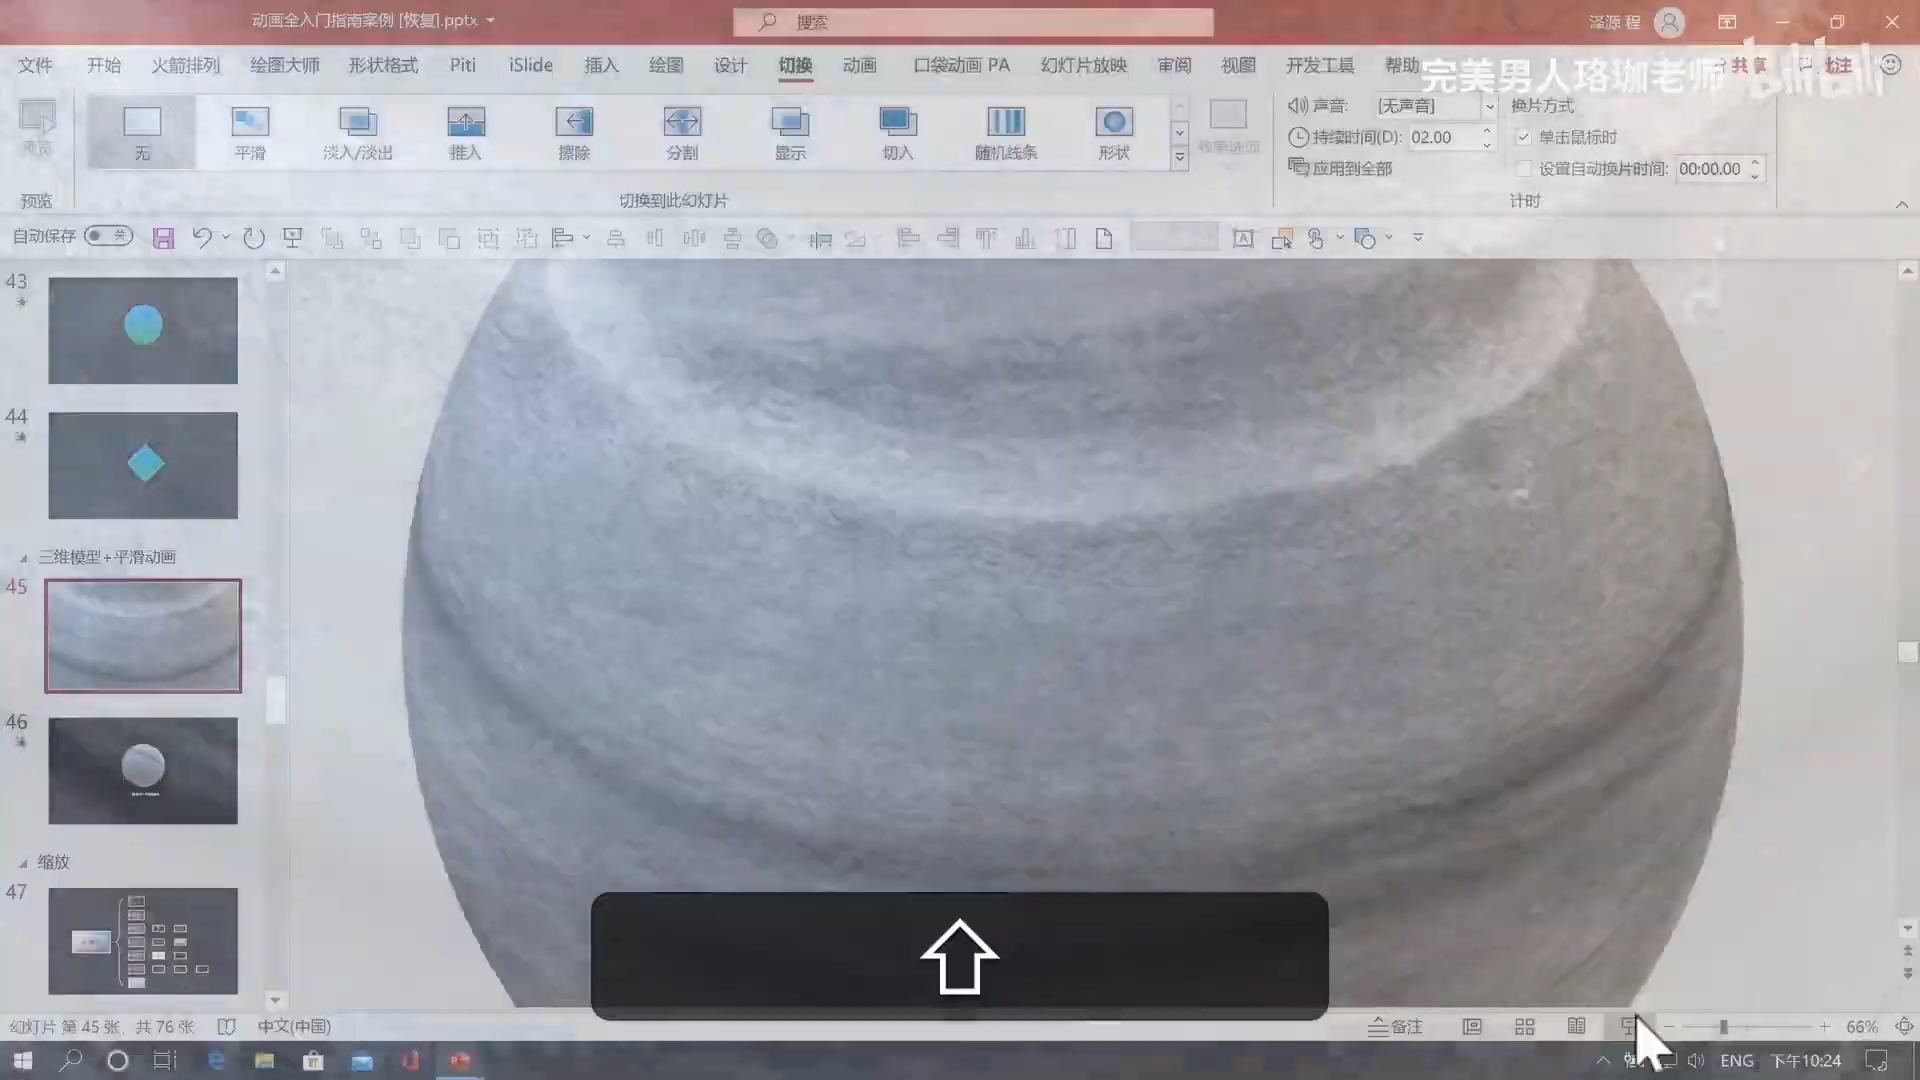 动画全入门指南案例 [恢复].pptx
搜索
泽源 程
文件 开始 火箭排列 绘图大师 形状格式 Piti iSlide 插入 绘图 设计 切换 动画 口袋动画 PA 幻灯片放映 审阅 视图 开发工具 帮助 共享 批注
完美男人珞珈老师
bilibili
预览 无 平滑 淡入/淡出 推入 擦除 分割 显示 切入 随机线条 形状 效果选项
声音: [无声音] 换片方式
持续时间(D): 02.00 单击鼠标时
应用到全部 设置自动换片时间: 00:00.00
预览 切换到此幻灯片 计时
自动保存 关
43
44
三维模型+平滑动画
45
46
缩放
47
幻灯片 第 45 张，共 76 张 中文(中国) 备注 66%
ENG 下午10:24